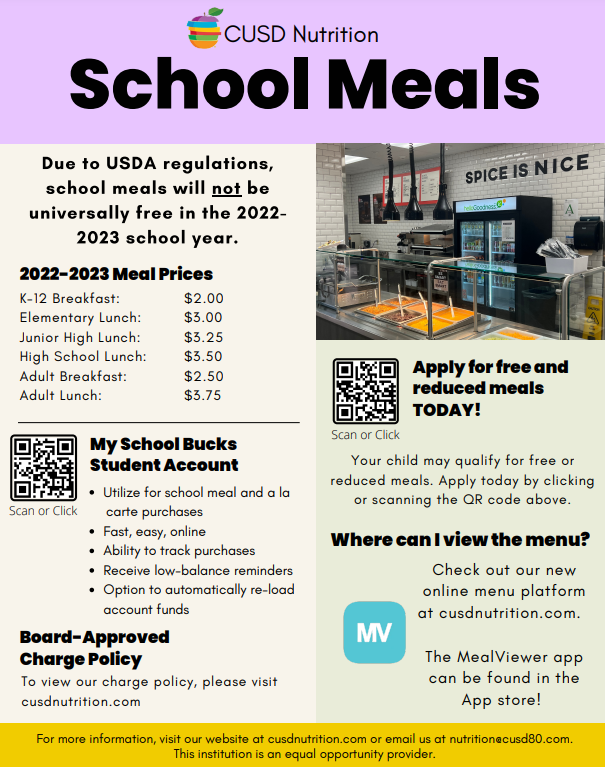 CUSD Nutrition
School Meals
Due to USDA regulations,
school meals will not be
universally free in the 2022-
2023 school year.
2022-2023 Meal Prices
K-12 Breakfast: $2.00
Elementary Lunch: $3.00
Junior High Lunch: $3.25
High School Lunch: $3.50
Adult Breakfast: $2.50
Adult Lunch: $3.75
Scan or Click
My School Bucks
Student Account
• Utilize for school meal and a la
carte purchases
• Fast, easy, online
• Ability to track purchases
• Receive low-balance reminders
• Option to automatically re-load
account funds
Board-Approved
Charge Policy
To view our charge policy, please visit
cusdnutrition.com
SPICE IS NICE
A
Scan or Click
Apply for free and
reduced meals
TODAY!
Your child may qualify for free or
reduced meals. Apply today by clicking
or scanning the QR code above.
Where can I view the menu?
MV
Check out our new
online menu platform
at cusdnutrition.com.
The MealViewer app
can be found in the
App store!
For more information, visit our website at cusdnutrition.com or email us at nutrition@cusd80.com.
This institution is an equal opportunity provider.